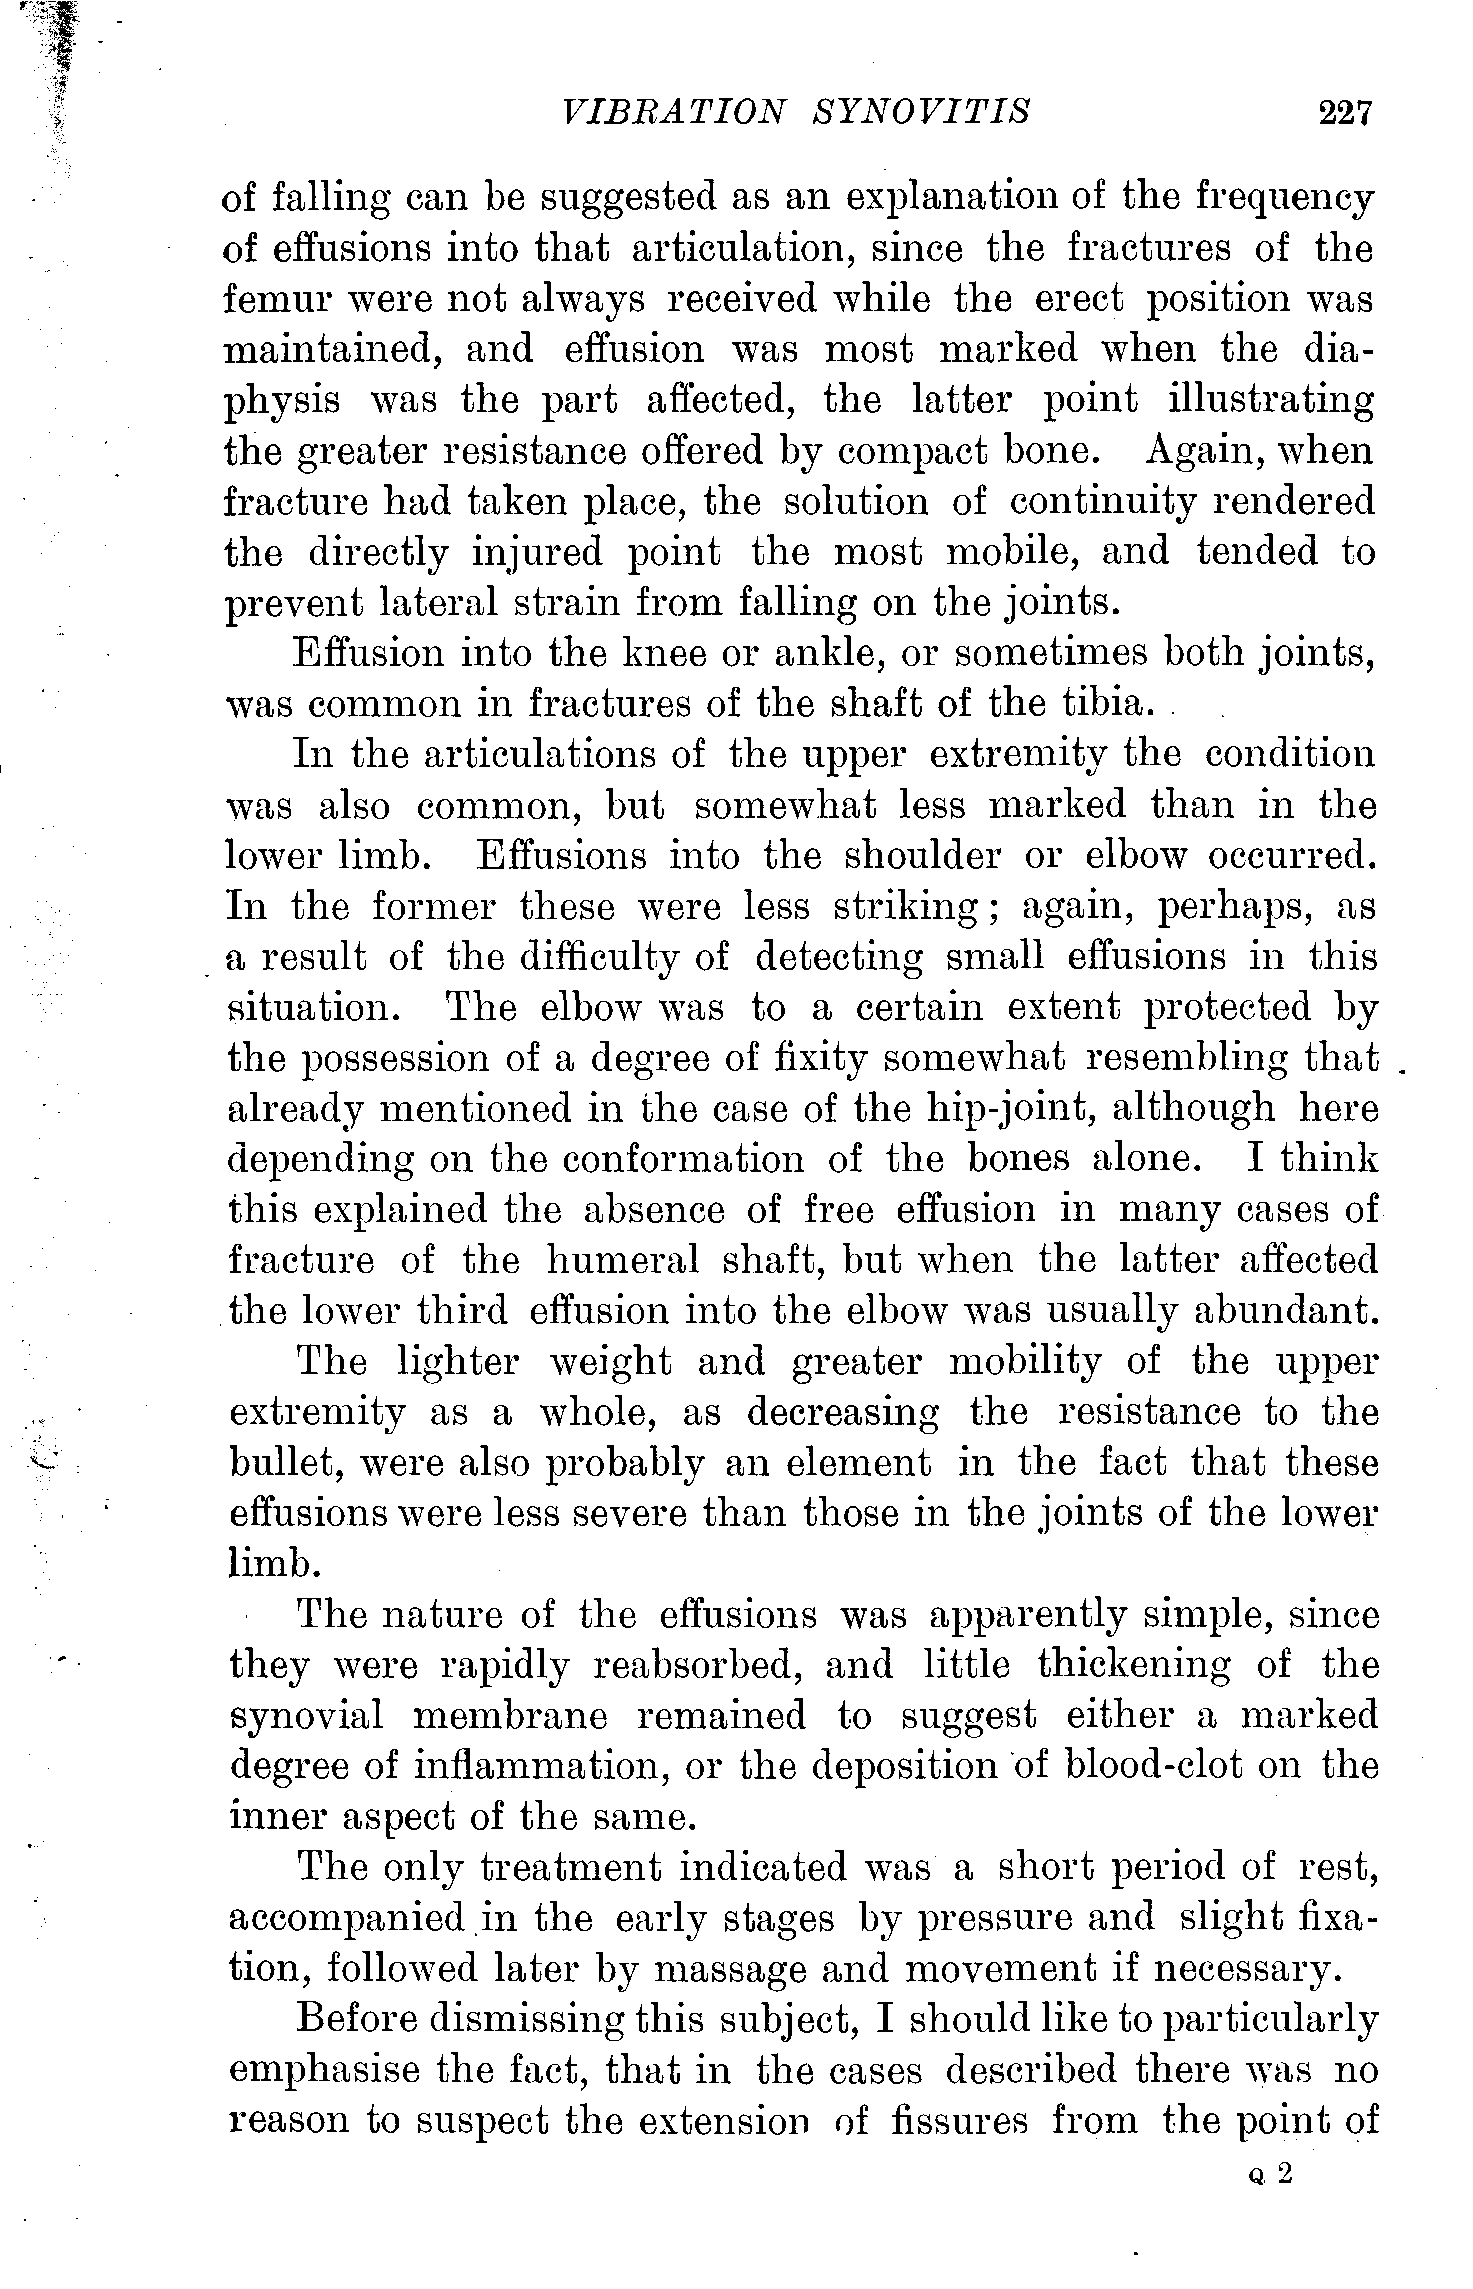 VIBRATION SYNOVITIS 227
of falling can be suggested as an explanation of the frequency
of effusions into that articulation, since the fractures of the
femur were not always received while the erect position was
maintained, and effusion was most marked when the dia-
physis was the part affected, the latter point illustrating
the greater resistance offered by compact bone. Again, when
fracture had taken place, the solution of continuity rendered
the directly injured point the most mobile, and tended to
prevent lateral strain from falling on the joints.
Effusion into the knee or ankle, or sometimes both joints,
was common in fractures of the shaft of the tibia.
In the articulations of the upper extremity the condition
was also common, but somewhat less marked than in the
lower limb. Effusions into the shoulder or elbow occurred.
In the former these were less striking; again, perhaps, as
a result of the difficulty of detecting small effusions in this
situation. The elbow was to a certain extent protected by
the possession of a degree of fixity somewhat resembling that
already mentioned in the case of the hip-joint, although here
depending on the conformation of the bones alone. I think
this explained the absence of free effusion in many cases of
fracture of the humeral shaft, but when the latter affected
the lower third effusion into the elbow was usually abundant.
The lighter weight and greater mobility of the upper
extremity as a whole, as decreasing the resistance to the
bullet, were also probably an element in the fact that these
effusions were less severe than those in the joints of the lower
limb.
The nature of the effusions was apparently simple, since
they were rapidly reabsorbed, and little thickening of the
synovial membrane remained to suggest either a marked
degree of inflammation, or the deposition of blood-clot on the
inner aspect of the same.
The only treatment indicated was a short period of rest,
accompanied in the early stages by pressure and slight fixa-
tion, followed later by massage and movement if necessary.
Before dismissing this subject, I should like to particularly
emphasise the fact, that in the cases described there was no
reason to suspect the extension of fissures from the point of
Q 2